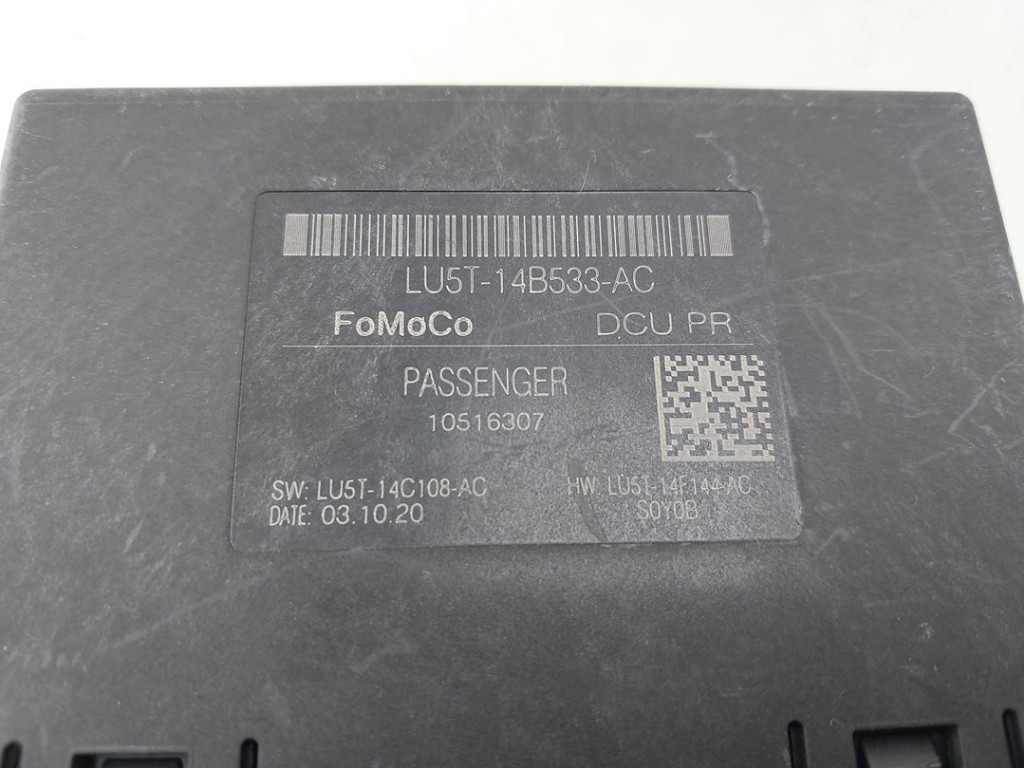 LU5T-14B533-AC
FoMoCo DCU PR
PASSENGER
10516307
SW: LU5T-14C108-AC HW: LU5T-14F144-AC
DATE: 03.10.20 S0Y0B